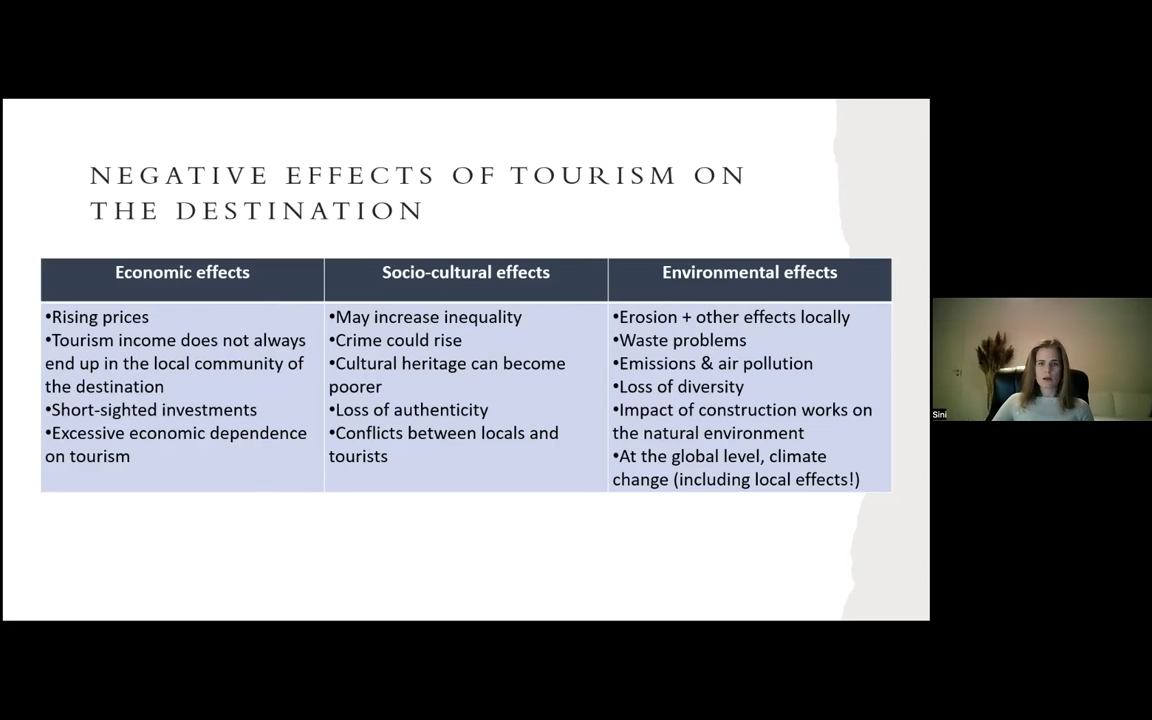 NEGATIVE EFFECTS OF TOURISM ON
THE DESTINATION
Economic effects
•Rising prices
•Tourism income does not always
end up in the local community of
the destination
•Short-sighted investments
•Excessive economic dependence
on tourism
Socio-cultural effects
•May increase inequality
•Crime could rise
•Cultural heritage can become
poorer
•Loss of authenticity
•Conflicts between locals and
tourists
Environmental effects
•Erosion + other effects locally
•Waste problems
•Emissions & air pollution
•Loss of diversity
•Impact of construction works on
the natural environment
•At the global level, climate
change (including local effects!)
Sini